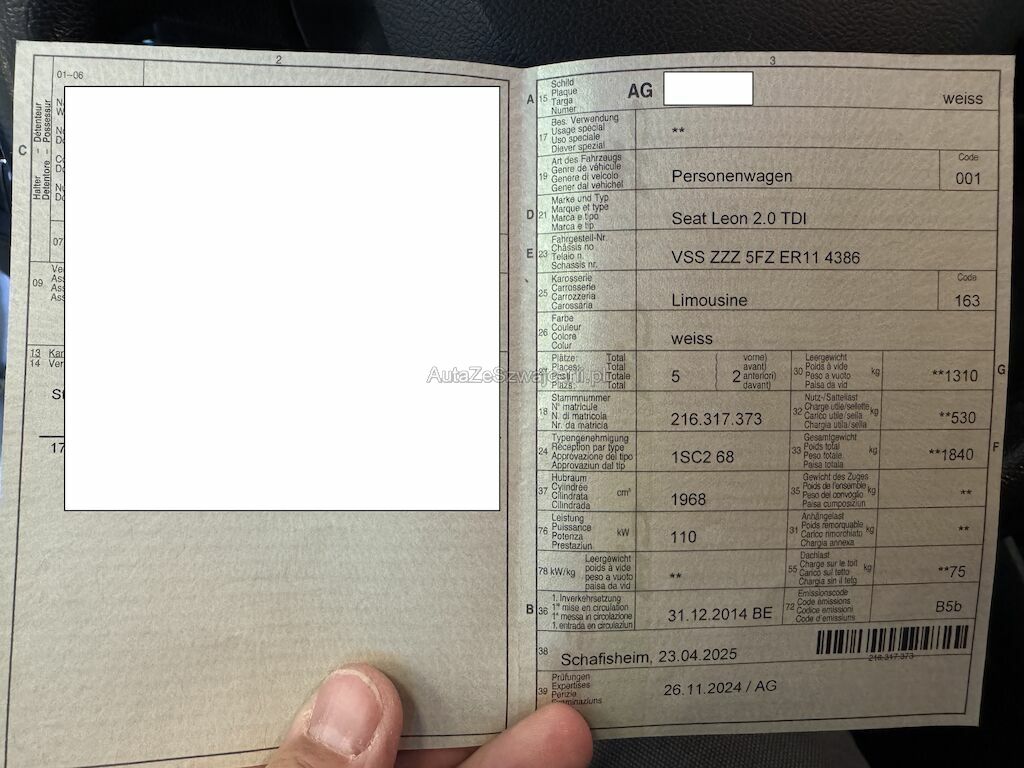 2
01–06
C
Halter – Détenteur
Detentore – Possessur
07
09
Ve
Ass
Ass
Ass
13
14
Kar
Ver
17
3
A 15 Schild
Plaque
Targa
Numer
AG
weiss
17 Bes. Verwendung
Usage spécial
Uso speciale
Diever spezial
**
19 Art des Fahrzeugs
Genre de véhicule
Genere di veicolo
Gener dal vehichel
Personenwagen
Code
001
D 21 Marke und Typ
Marque et type
Marca e tipo
Marca e tip
Seat Leon 2.0 TDI
E 23 Fahrgestell-Nr.
Châssis no
Telaio n.
Schassis nr.
VSS ZZZ 5FZ ER11 4386
25 Karosserie
Carrosserie
Carrozzeria
Carossaria
Limousine
Code
163
26 Farbe
Couleur
Colore
Colur
weiss
Plätze: Total
Places: Total
Totale
Plazs: Total
5
( vorne)
( avant)
2 anteriori)
(davant)
30 Leergewicht
Poids à vide
Peso a vuoto
Paisa da vid
kg
**1310
G
AutaZeSzwajcarii.pl
18 Stammnummer
N° matricule
N. di matricola
Nr. da matricla
216.317.373
32 Nutz-/Sattellast
Charge utile/sellette
Carico utile/sella
Chargia utila/sella
kg
**530
24 Typengenehmigung
Réception par type
Approvazione del tipo
Approvaziun dal tip
1SC2 68
33 Gesamtgewicht
Poids total
Peso totale
Paisa totala
kg
**1840
F
37 Hubraum
Cylindrée
Cilindrata
Cilindrada
cm³
1968
35 Gewicht des Zuges
Poids de l'ensemble
Peso del convoglio
Paisa cumposiziun
kg
**
76 Leistung
Puissance
Potenza
Prestaziun
kW
110
31 Anhängelast
Poids remorquable
Carico rimorchiato
Chargia annexa
kg
**
78 kW/kg
Leergewicht
poids à vide
peso a vuoto
paisa da vid
**
55 Dachlast
Charge sur le toit
Carico sul tetto
Chargia sin il tetg
kg
**75
B 36 1. Inverkehrsetzung
1re mise en circulation
1a messa in circolazione
1. entrada en circulaziun
31.12.2014 BE
72 Emissionscode
Code émissions
Codice emissioni
Code d'emissiuns
B5b
38
Schafisheim, 23.04.2025
216.317.373
39 Prüfungen
Expertises
Perizie
26.11.2024 / AG